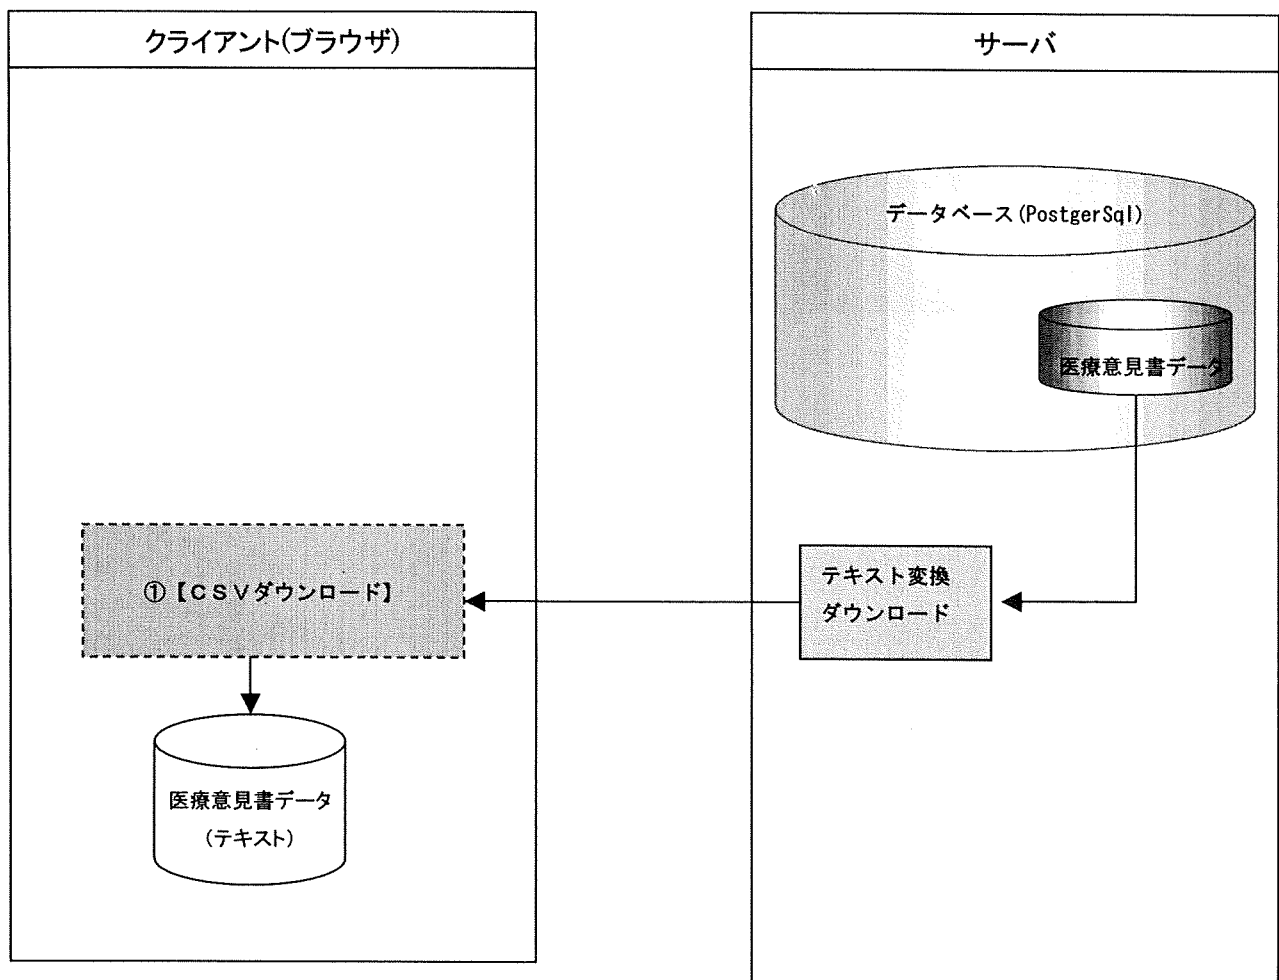 クライアント(ブラウザ)
サーバ
データベース(PostgerSql)
医療意見書データ
①【CSVダウンロード】
テキスト変換
ダウンロード
医療意見書データ
(テキスト)